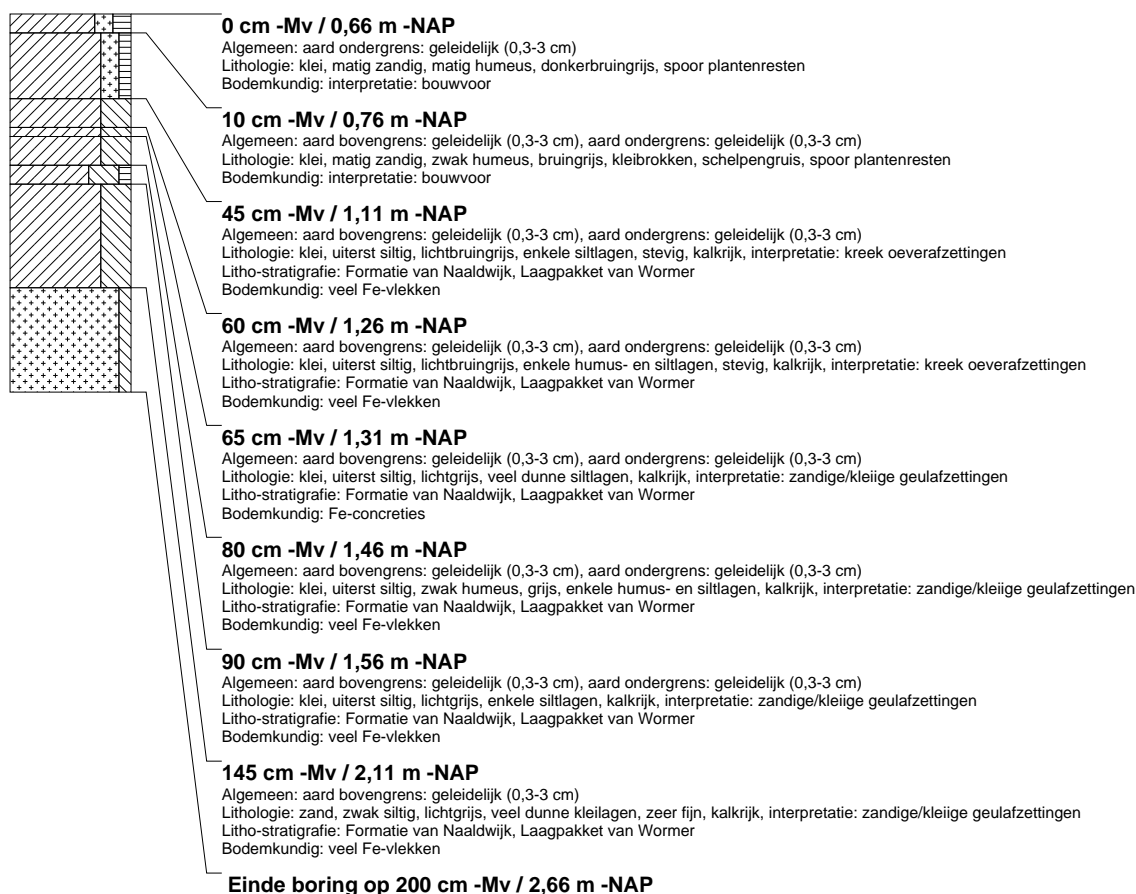 0 cm -Mv / 0,66 m -NAP
Algemeen: aard ondergrens: geleidelijk (0,3-3 cm)
Lithologie: klei, matig zandig, matig humeus, donkerbruingrijs, spoor plantenresten
Bodemkundig: interpretatie: bouwvoor
10 cm -Mv / 0,76 m -NAP
Algemeen: aard bovengrens: geleidelijk (0,3-3 cm), aard ondergrens: geleidelijk (0,3-3 cm)
Lithologie: klei, matig zandig, zwak humeus, bruingrijs, kleibrokken, schelpengruis, spoor plantenresten
Bodemkundig: interpretatie: bouwvoor
45 cm -Mv / 1,11 m -NAP
Algemeen: aard bovengrens: geleidelijk (0,3-3 cm), aard ondergrens: geleidelijk (0,3-3 cm)
Lithologie: klei, uiterst siltig, lichtbruingrijs, enkele siltlagen, stevig, kalkrijk, interpretatie: kreek oeverafzettingen
Litho-stratigrafie: Formatie van Naaldwijk, Laagpakket van Wormer
Bodemkundig: veel Fe-vlekken
60 cm -Mv / 1,26 m -NAP
Algemeen: aard bovengrens: geleidelijk (0,3-3 cm), aard ondergrens: geleidelijk (0,3-3 cm)
Lithologie: klei, uiterst siltig, lichtbruingrijs, enkele humus- en siltlagen, stevig, kalkrijk, interpretatie: kreek oeverafzettingen
Litho-stratigrafie: Formatie van Naaldwijk, Laagpakket van Wormer
Bodemkundig: veel Fe-vlekken
65 cm -Mv / 1,31 m -NAP
Algemeen: aard bovengrens: geleidelijk (0,3-3 cm), aard ondergrens: geleidelijk (0,3-3 cm)
Lithologie: klei, uiterst siltig, lichtgrijs, veel dunne siltlagen, kalkrijk, interpretatie: zandige/kleiige geulafzettingen
Litho-stratigrafie: Formatie van Naaldwijk, Laagpakket van Wormer
Bodemkundig: Fe-concreties
80 cm -Mv / 1,46 m -NAP
Algemeen: aard bovengrens: geleidelijk (0,3-3 cm), aard ondergrens: geleidelijk (0,3-3 cm)
Lithologie: klei, uiterst siltig, zwak humeus, grijs, enkele humus- en siltlagen, kalkrijk, interpretatie: zandige/kleiige geulafzettingen
Litho-stratigrafie: Formatie van Naaldwijk, Laagpakket van Wormer
Bodemkundig: veel Fe-vlekken
90 cm -Mv / 1,56 m -NAP
Algemeen: aard bovengrens: geleidelijk (0,3-3 cm), aard ondergrens: geleidelijk (0,3-3 cm)
Lithologie: klei, uiterst siltig, lichtgrijs, enkele siltlagen, kalkrijk, interpretatie: zandige/kleiige geulafzettingen
Litho-stratigrafie: Formatie van Naaldwijk, Laagpakket van Wormer
Bodemkundig: veel Fe-vlekken
145 cm -Mv / 2,11 m -NAP
Algemeen: aard bovengrens: geleidelijk (0,3-3 cm)
Lithologie: zand, zwak siltig, lichtgrijs, veel dunne kleilagen, zeer fijn, kalkrijk, interpretatie: zandige/kleiige geulafzettingen
Litho-stratigrafie: Formatie van Naaldwijk, Laagpakket van Wormer
Bodemkundig: veel Fe-vlekken
Einde boring op 200 cm -Mv / 2,66 m -NAP